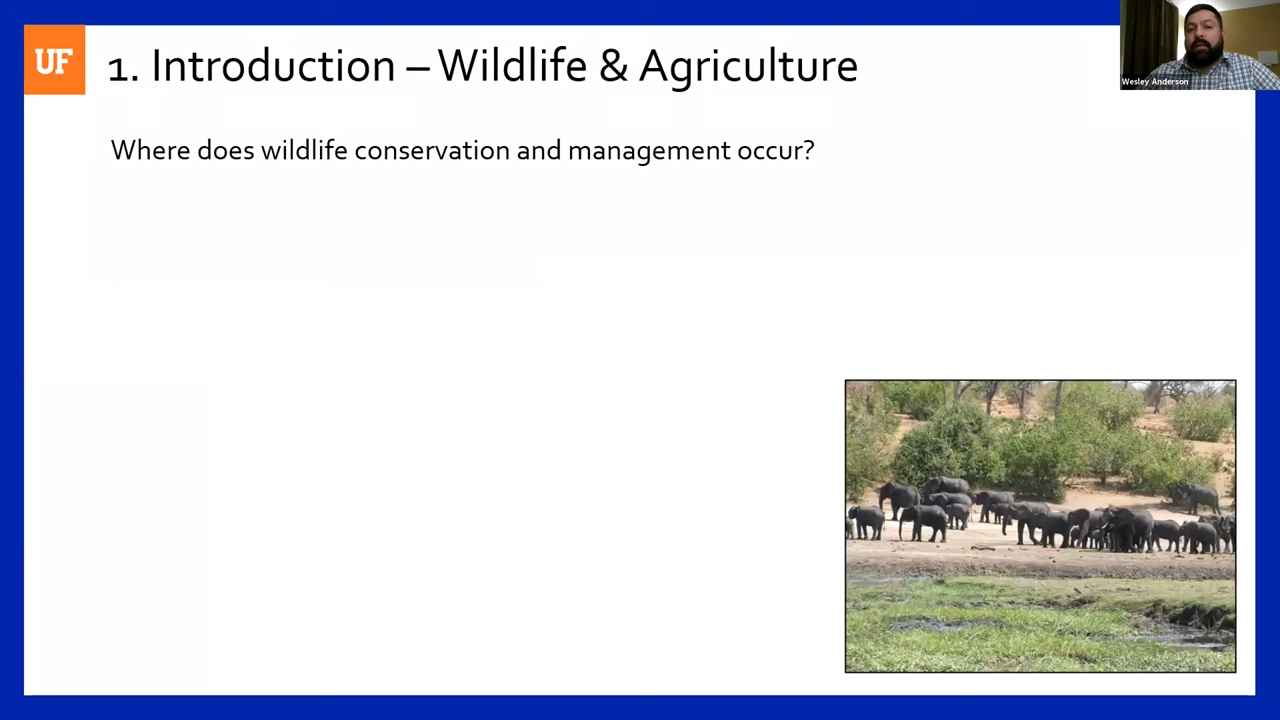 UF
1. Introduction – Wildlife & Agriculture
Wesley Anderson
Where does wildlife conservation and management occur?